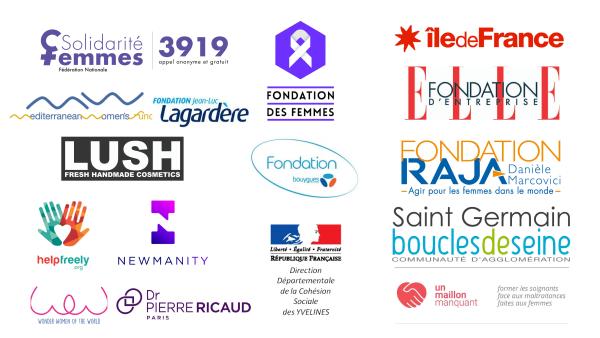 Solidarité
Femmes
Fédération Nationale
3919
appel anonyme et gratuit
FONDATION
DES FEMMES
îledeFrance
editerranean omen's und
FONDATION Jean-Luc
Lagardère
ELLE
FONDATION
D'ENTREPRISE
LUSH
FRESH HANDMADE COSMETICS
Fondation
bouygues
FONDATION
RAJA Danièle
Marcovici
Agir pour les femmes dans le monde
helpfreely
.org
NEWMANITY
Liberté • Égalité • Fraternité
RÉPUBLIQUE FRANÇAISE
Direction
Départementale
de la Cohésion
Sociale
des YVELINES
Saint Germain
bouclesdeseine
COMMUNAUTÉ D'AGGLOMÉRATION
WONDER WOMEN OF THE WORLD
Dr
PIERRE RICAUD
PARIS
un
maillon
manquant
former les soignants
face aux maltraitances
faites aux femmes